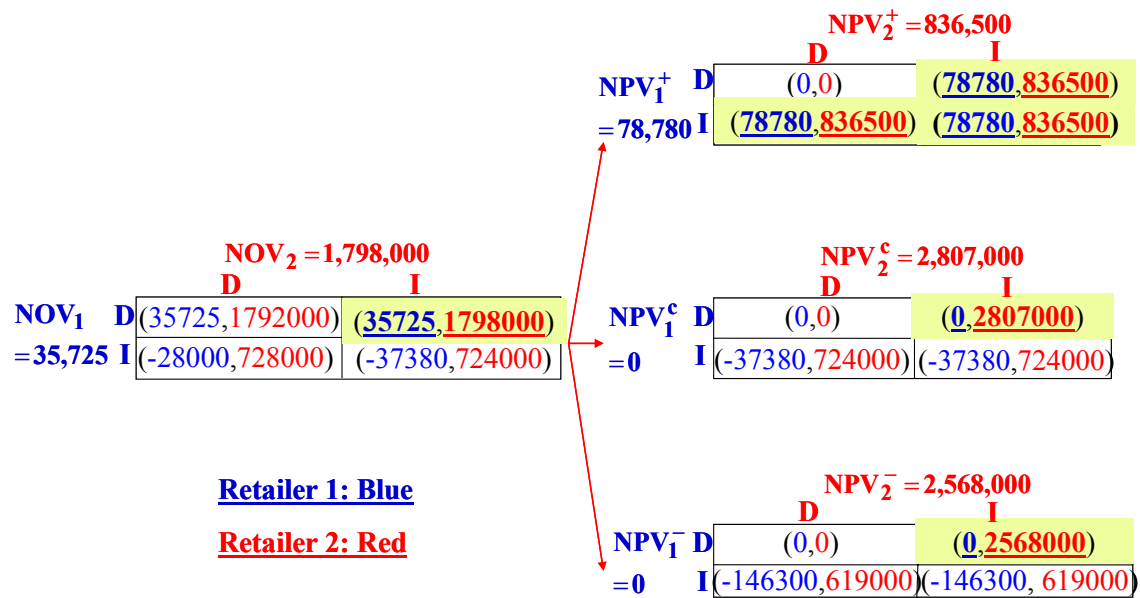 NPV₂⁺ = 836,500
D I
NPV₁⁺ D (0,0) (78780,836500)
= 78,780 I (78780,836500) (78780,836500)
NOV₂ = 1,798,000
D I
NOV₁ D (35725,1792000) (35725,1798000)
= 35,725 I (-28000,728000) (-37380,724000)
NPV₂ᶜ = 2,807,000
D I
NPV₁ᶜ D (0,0) (0,2807000)
= 0 I (-37380,724000) (-37380,724000)
Retailer 1: Blue
Retailer 2: Red
NPV₂⁻ = 2,568,000
D I
NPV₁⁻ D (0,0) (0,2568000)
= 0 I (-146300,619000) (-146300, 619000)